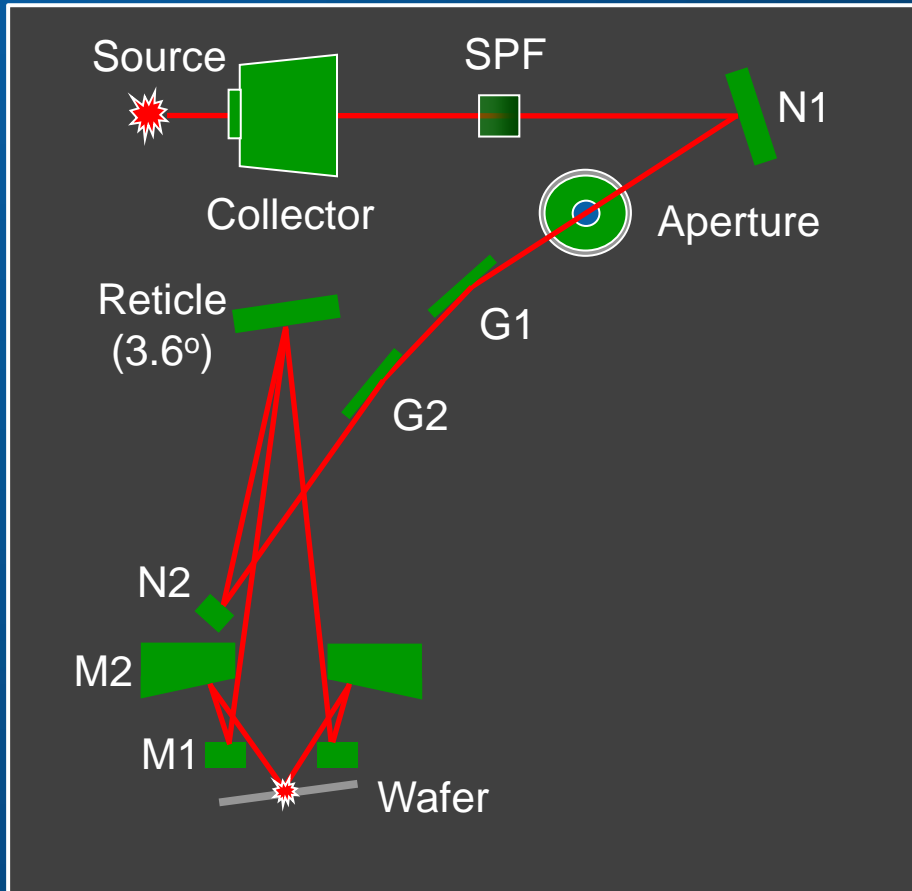 Source
SPF
N1
Collector
Aperture
Reticle
(3.6º)
G1
G2
N2
M2
M1
Wafer